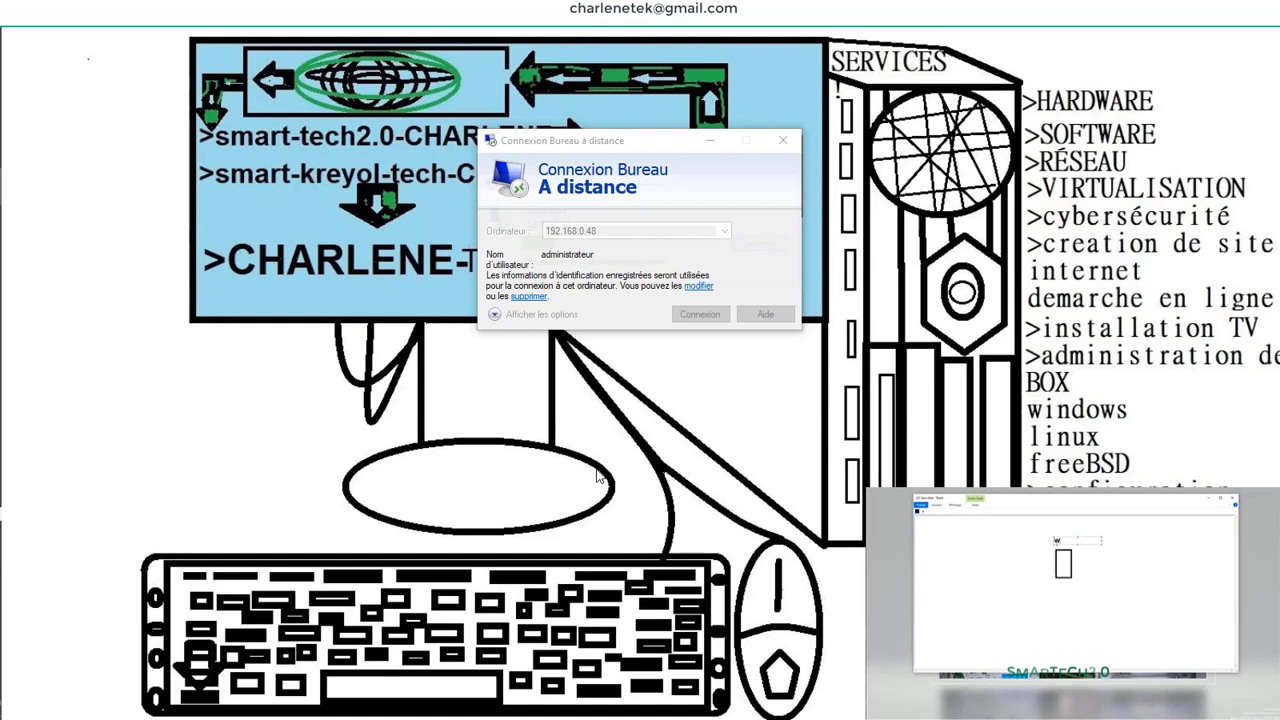 charlenetek@gmail.com
SERVICES
!
>smart-tech2.0-CHARLENE
>smart-kreyol-tech-C
>CHARLENE-T
Connexion Bureau à distance
Connexion Bureau
A distance
Ordinateur :
192.168.0.48
Nom
d'utilisateur :
administrateur
Les informations d'identification enregistrées seront utilisées
pour la connexion à cet ordinateur. Vous pouvez les modifier
ou les supprimer.
Afficher les options
Connexion
Aide
>HARDWARE
>SOFTWARE
>RÉSEAU
>VIRTUALISATION
>cybersécurité
>creation de site
internet
demarche en ligne
>installation TV
>administration de
BOX
windows
linux
freeBSD
>configuration
w
SMARTECH2.0